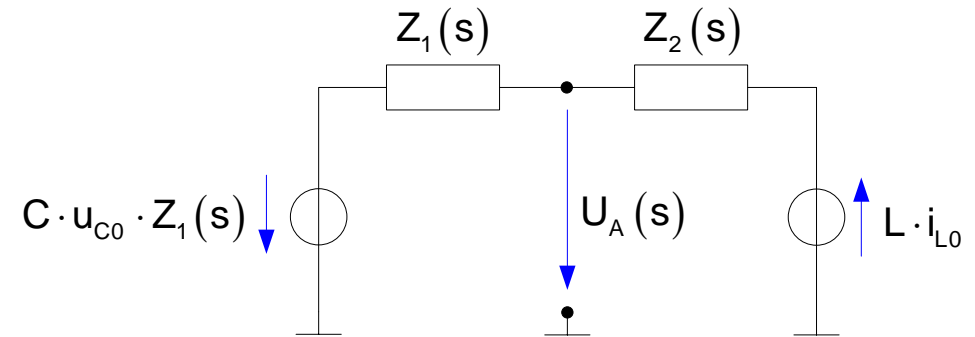 Z₁(s)
Z₂(s)
C · u_C0 · Z₁(s)
U_A(s)
L · i_L0